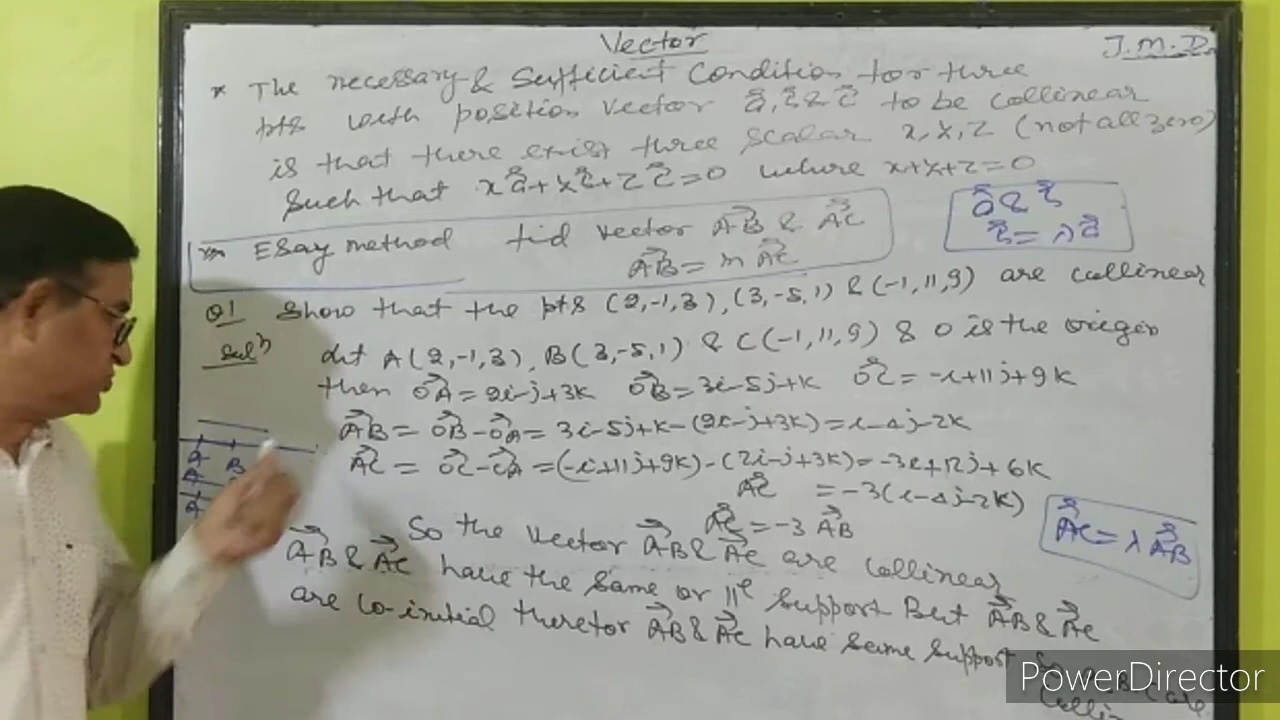 Vector
J.M.D.
* The necessary & Sufficient Condition for three
pts with position vector a⃗, b⃗ & c⃗ to be collinear
is that there exist three scalar x, y, z (not all zero)
Such that xa⃗+yb⃗+zc⃗=0 where x+y+z=0
Esay method fid vector AB⃗ & AC⃗
AB⃗ = m AC⃗
a⃗ & b⃗
Q1 Show that the pts (2,-1,3), (3,-5,1) & (-1,11,9) are collinear
Solⁿ Let A(2,-1,3), B(3,-5,1) & C(-1,11,9) & O is the origin
then OA⃗=2i-j+3k OB⃗=3i-5j+k OC⃗=-i+11j+9k
AB⃗ = OB⃗-OA⃗ = 3i-5j+k-(2i-j+3k)=i-4j-2k
AC⃗ = OC⃗-OA⃗ =(-i+11j+9k)-(2i-j+3k)=-3i+12j+6k
AC⃗ =-3(i-4j-2k)
AC⃗=-3 AB⃗
AC⃗=λ AB⃗
A B
So the vector AB⃗ & AC⃗ are collinear
AB⃗ & AC⃗ have the same or ||el support But AB⃗ & AC⃗
are co-initial therefor AB⃗ & AC⃗ have same support So
PowerDirector